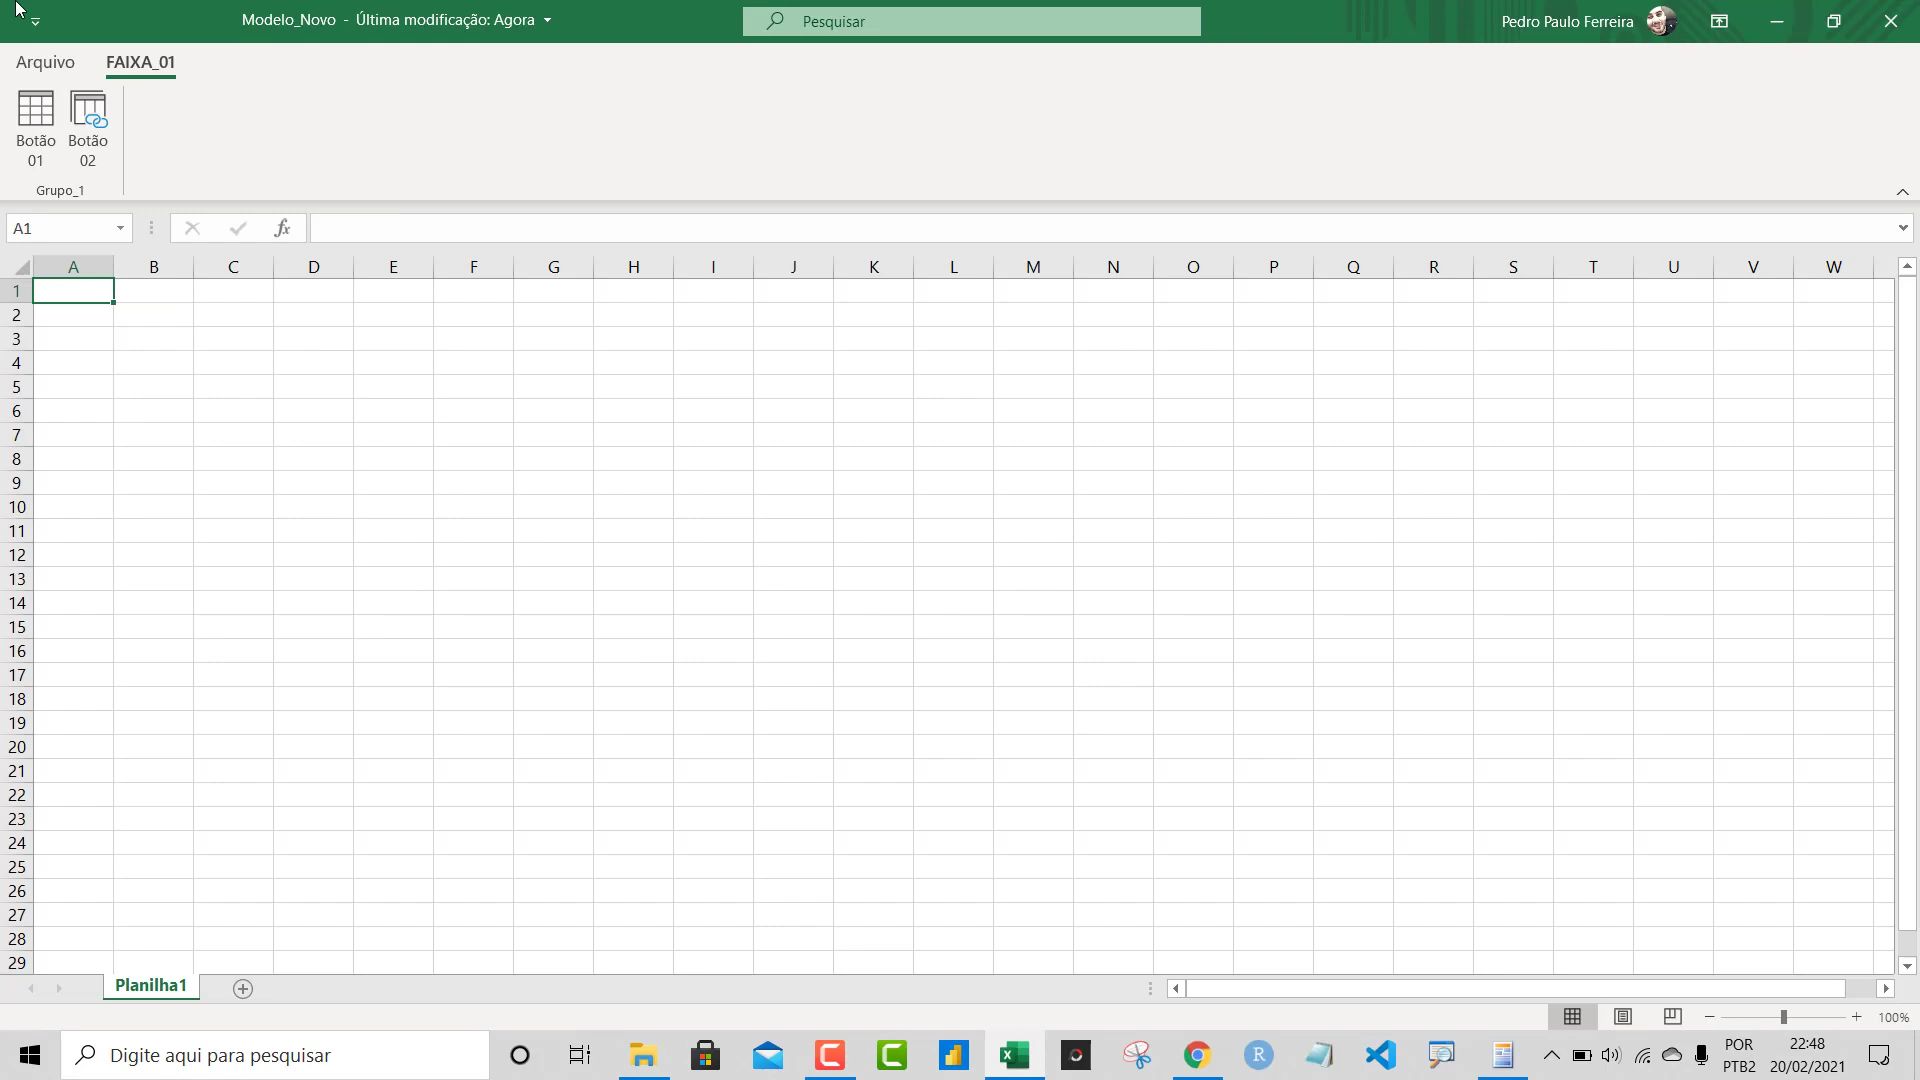 Modelo_Novo - Última modificação: Agora
Pesquisar
Pedro Paulo Ferreira
Arquivo
FAIXA_01
Botão
01
Botão
02
Grupo_1
A1
fx
A B C D E F G H I J K L M N O P Q R S T U V W
1
2
3
4
5
6
7
8
9
10
11
12
13
14
15
16
17
18
19
20
21
22
23
24
25
26
27
28
29
Planilha1
100%
Digite aqui para pesquisar
R
POR
PTB2
22:48
20/02/2021